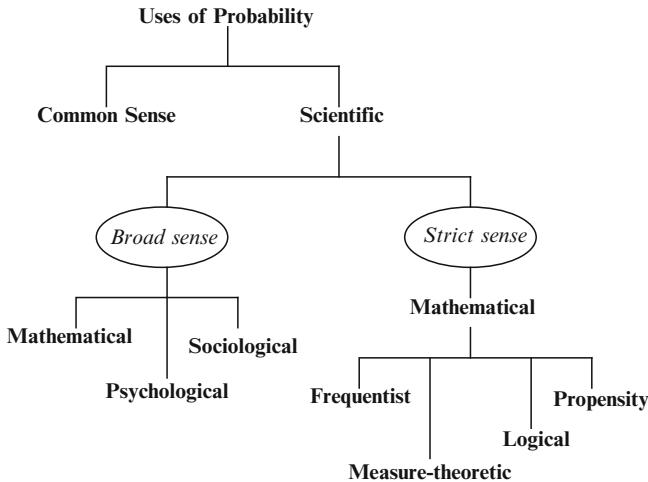 Uses of Probability
Common Sense
Scientific
Broad sense
Strict sense
Mathematical
Sociological
Psychological
Mathematical
Frequentist
Propensity
Logical
Measure-theoretic